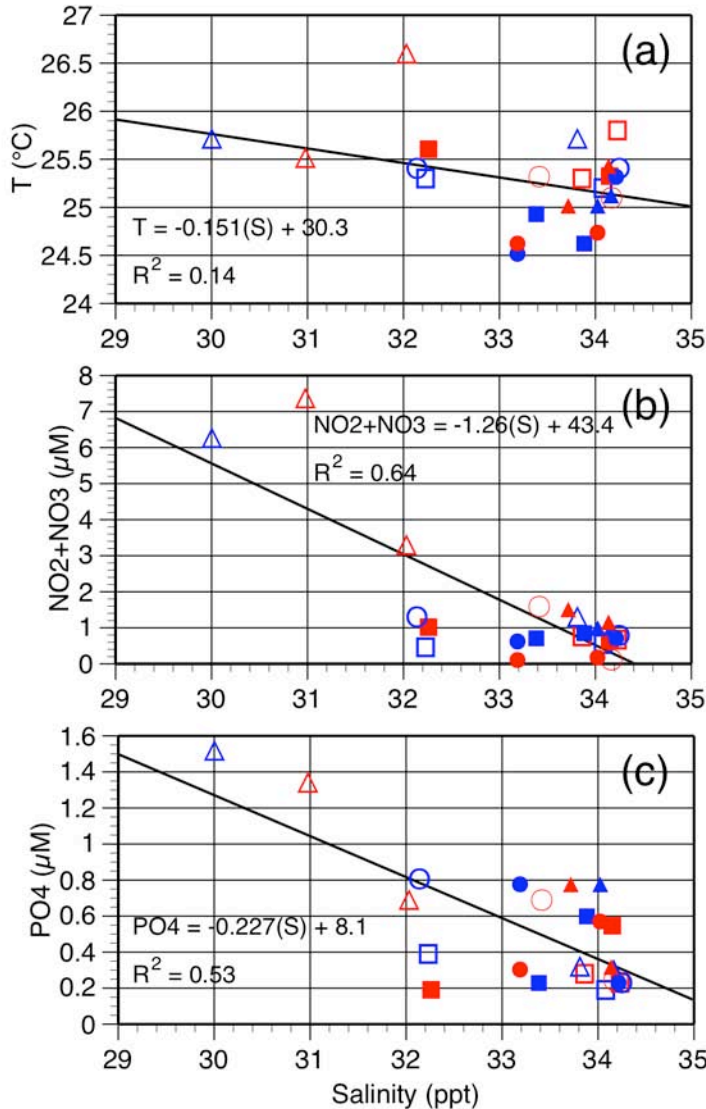 (a)
27
26.5
26
25.5
25
24.5
24
T (°C)
T = -0.151(S) + 30.3
R² = 0.14
29 30 31 32 33 34 35
(b)
8
7
6
5
4
3
2
1
0
NO2+NO3 (µM)
NO2+NO3 = -1.26(S) + 43.4
R² = 0.64
29 30 31 32 33 34 35
(c)
1.6
1.4
1.2
1
0.8
0.6
0.4
0.2
0
PO4 (µM)
PO4 = -0.227(S) + 8.1
R² = 0.53
29 30 31 32 33 34 35
Salinity (ppt)